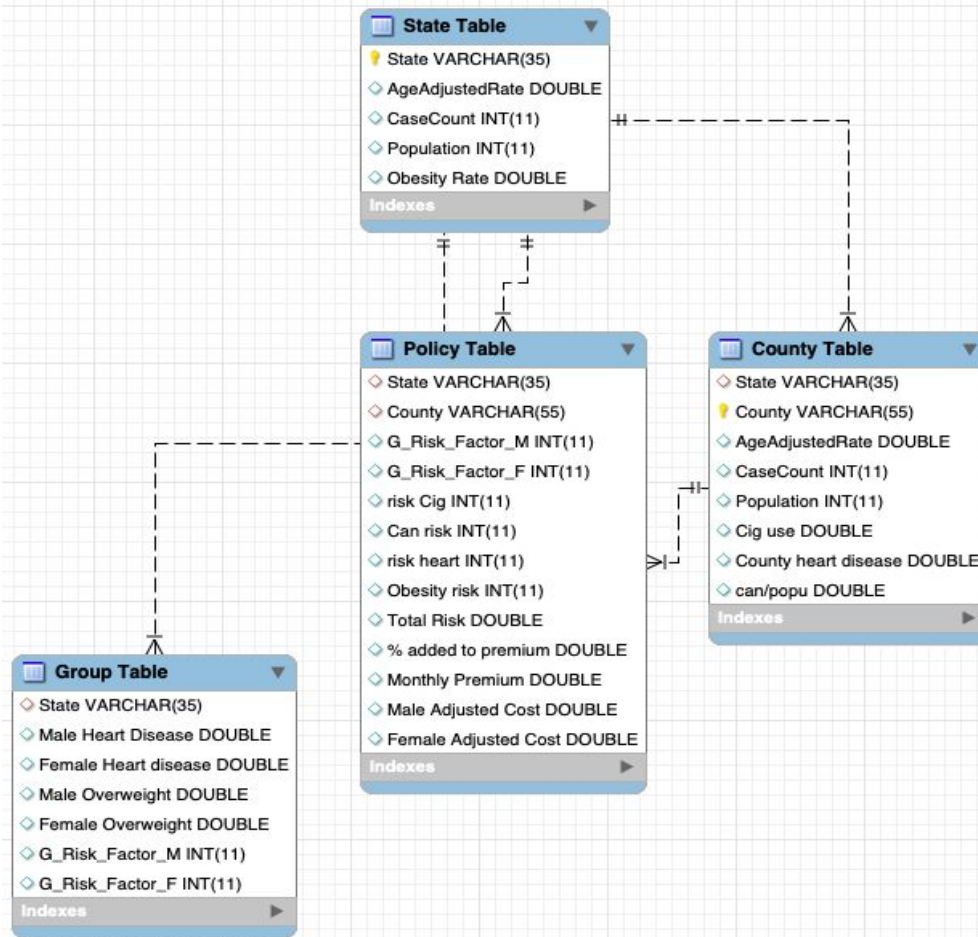 State Table
State VARCHAR(35)
AgeAdjustedRate DOUBLE
CaseCount INT(11)
Population INT(11)
Obesity Rate DOUBLE
Indexes
Policy Table
State VARCHAR(35)
County VARCHAR(55)
G_Risk_Factor_M INT(11)
G_Risk_Factor_F INT(11)
risk Cig INT(11)
Can risk INT(11)
risk heart INT(11)
Obesity risk INT(11)
Total Risk DOUBLE
% added to premium DOUBLE
Monthly Premium DOUBLE
Male Adjusted Cost DOUBLE
Female Adjusted Cost DOUBLE
Indexes
County Table
State VARCHAR(35)
County VARCHAR(55)
AgeAdjustedRate DOUBLE
CaseCount INT(11)
Population INT(11)
Cig use DOUBLE
County heart disease DOUBLE
can/popu DOUBLE
Indexes
Group Table
State VARCHAR(35)
Male Heart Disease DOUBLE
Female Heart disease DOUBLE
Male Overweight DOUBLE
Female Overweight DOUBLE
G_Risk_Factor_M INT(11)
G_Risk_Factor_F INT(11)
Indexes